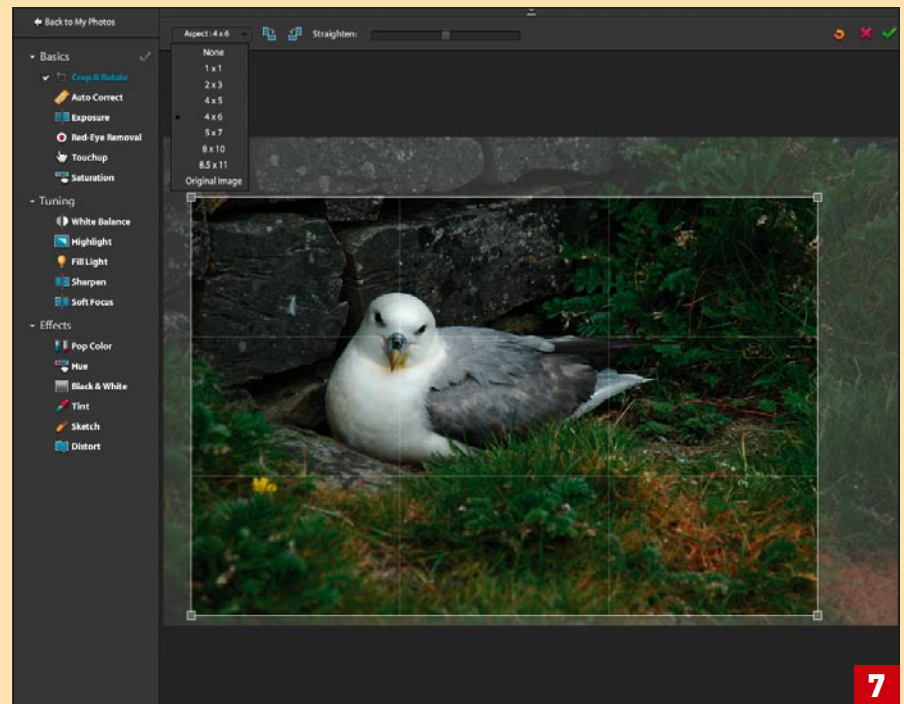 Back to My Photos
Basics
Crop & Rotate
Auto Correct
Exposure
Red-Eye Removal
Touchup
Saturation
Tuning
White Balance
Highlight
Fill Light
Sharpen
Soft Focus
Effects
Pop Color
Hue
Black & White
Tint
Sketch
Distort
Aspect : 4 x 6
Straighten:
None
1 x 1
2 x 3
4 x 5
4 x 6
5 x 7
8 x 10
8.5 x 11
Original Image
7